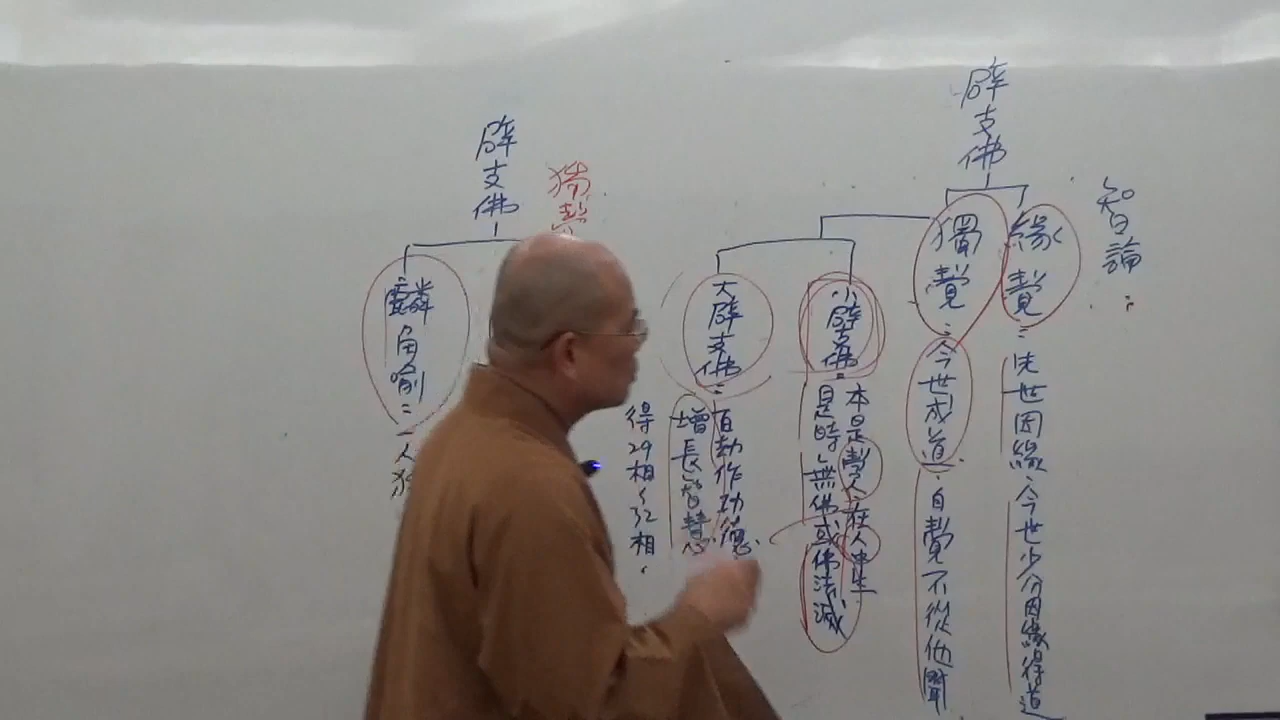 智論：
辟支佛
緣覺：先世因緣、今世少分因緣得道
獨覺：今世成道、自覺不從他聞
小辟支佛：本是聲人、在人中生
是時、無佛或佛法滅
大辟支佛：百劫作功德、
增長智慧
得29相～32相。
獨覺
辟支佛
麟角喻：一人